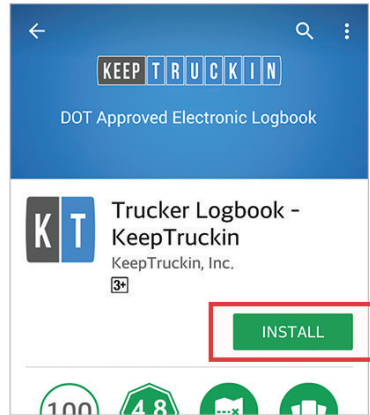 KEEP TRUCKIN
DOT Approved Electronic Logbook
KT
Trucker Logbook -
KeepTruckin
KeepTruckin, Inc.
3+
INSTALL
100
4.8